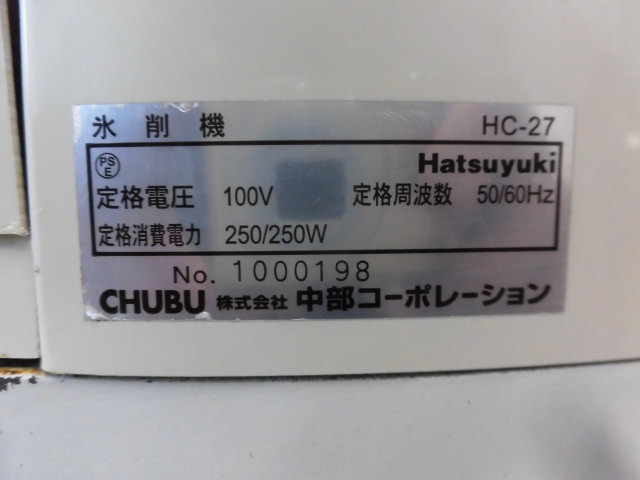 氷削機 HC-27
PSE Hatsuyuki
定格電圧 100V 定格周波数 50/60Hz
定格消費電力 250/250W
No. 1000198
CHUBU 株式会社 中部コーポレーション